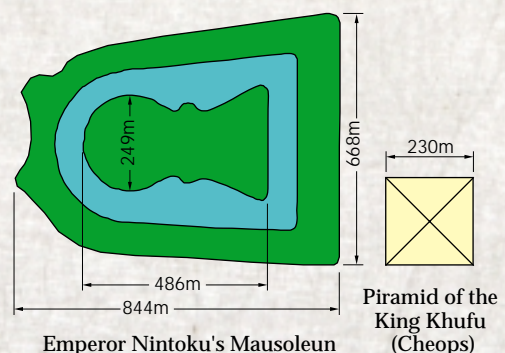 249m
668m
486m
844m
Emperor Nintoku's Mausoleun
230m
Piramid of the
King Khufu
(Cheops)